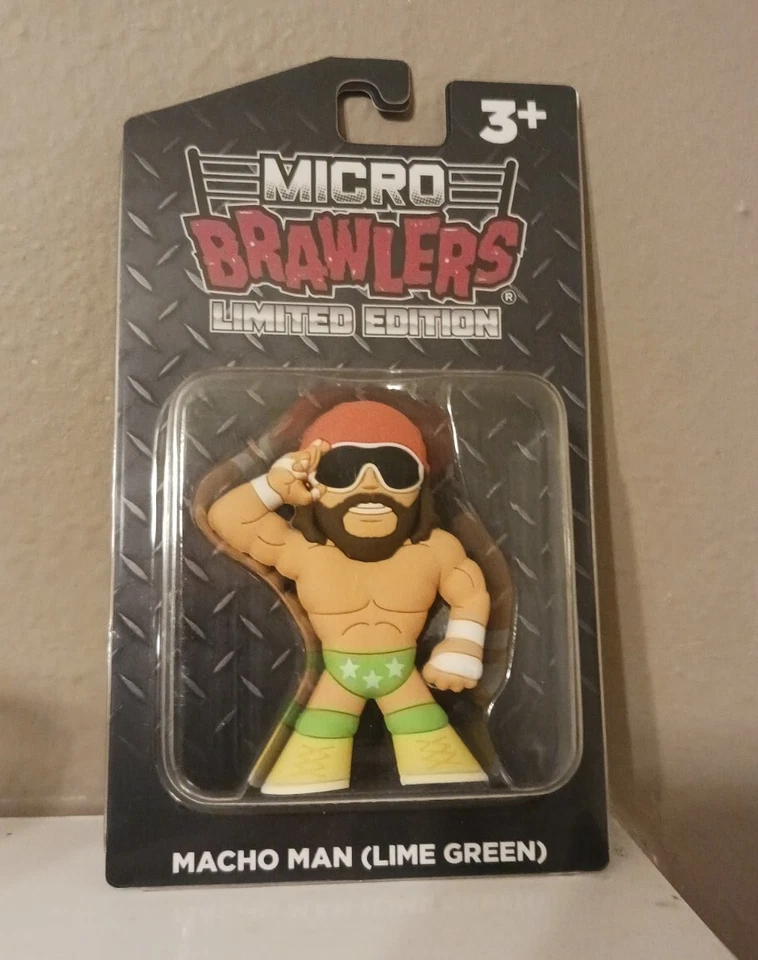 3+
MICRO
BRAWLERS®
LIMITED EDITION
MACHO MAN (LIME GREEN)